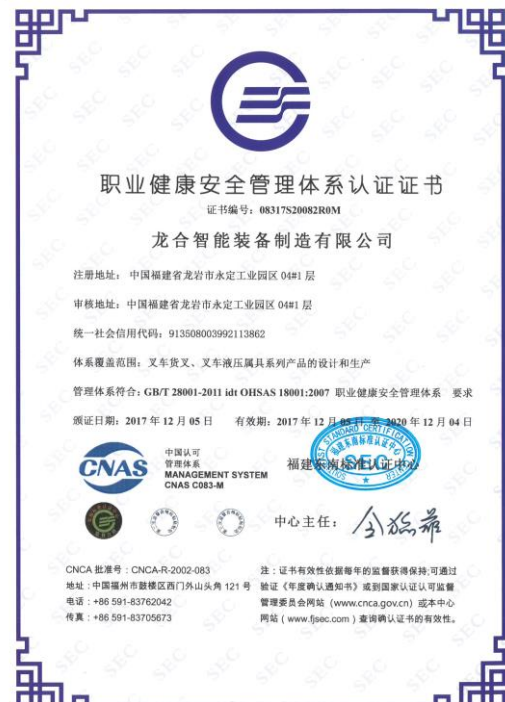 职业健康安全管理体系认证证书
证书编号：08317S20082R0M
龙合智能装备制造有限公司
注册地址： 中国福建省龙岩市永定工业园区 04#1 层
审核地址：中国福建省龙岩市永定工业园区 04#1 层
统一社会信用代码：913508003992113862
体系覆盖范围：叉车货叉、叉车液压属具系列产品的设计和生产
管理体系符合：GB/T 28001-2011 idt OHSAS 18001:2007 职业健康安全管理体系 要求
颁证日期：2017 年 12 月 05 日 有效期：2017 年 12 月 05 日 至 2020 年 12 月 04 日
CNAS
中国认可
管理体系
MANAGEMENT SYSTEM
CNAS C083-M
福建东南标准认证中心
SEC
中心主任：
CNCA 批准号：CNCA-R-2002-083
地址：中国福州市鼓楼区西门外山头角 121 号
电话：+86 591-83762042
传真：+86 591-83705673
注：证书有效性依据每年的监督获得保持;可通过
验证《年度确认通知书》或到国家认证认可监督
管理委员会网站（www.cnca.gov.cn）或本中心
网站（www.fjsec.com）查询确认证书的有效性。